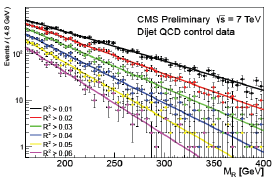 CMS Preliminary √s = 7 TeV
Dijet QCD control data
Events / ( 4.8 GeV )
10²
10
1
R² > 0.01
R² > 0.02
R² > 0.03
R² > 0.04
R² > 0.05
R² > 0.06
200
250
300
350
400
M_R [GeV]